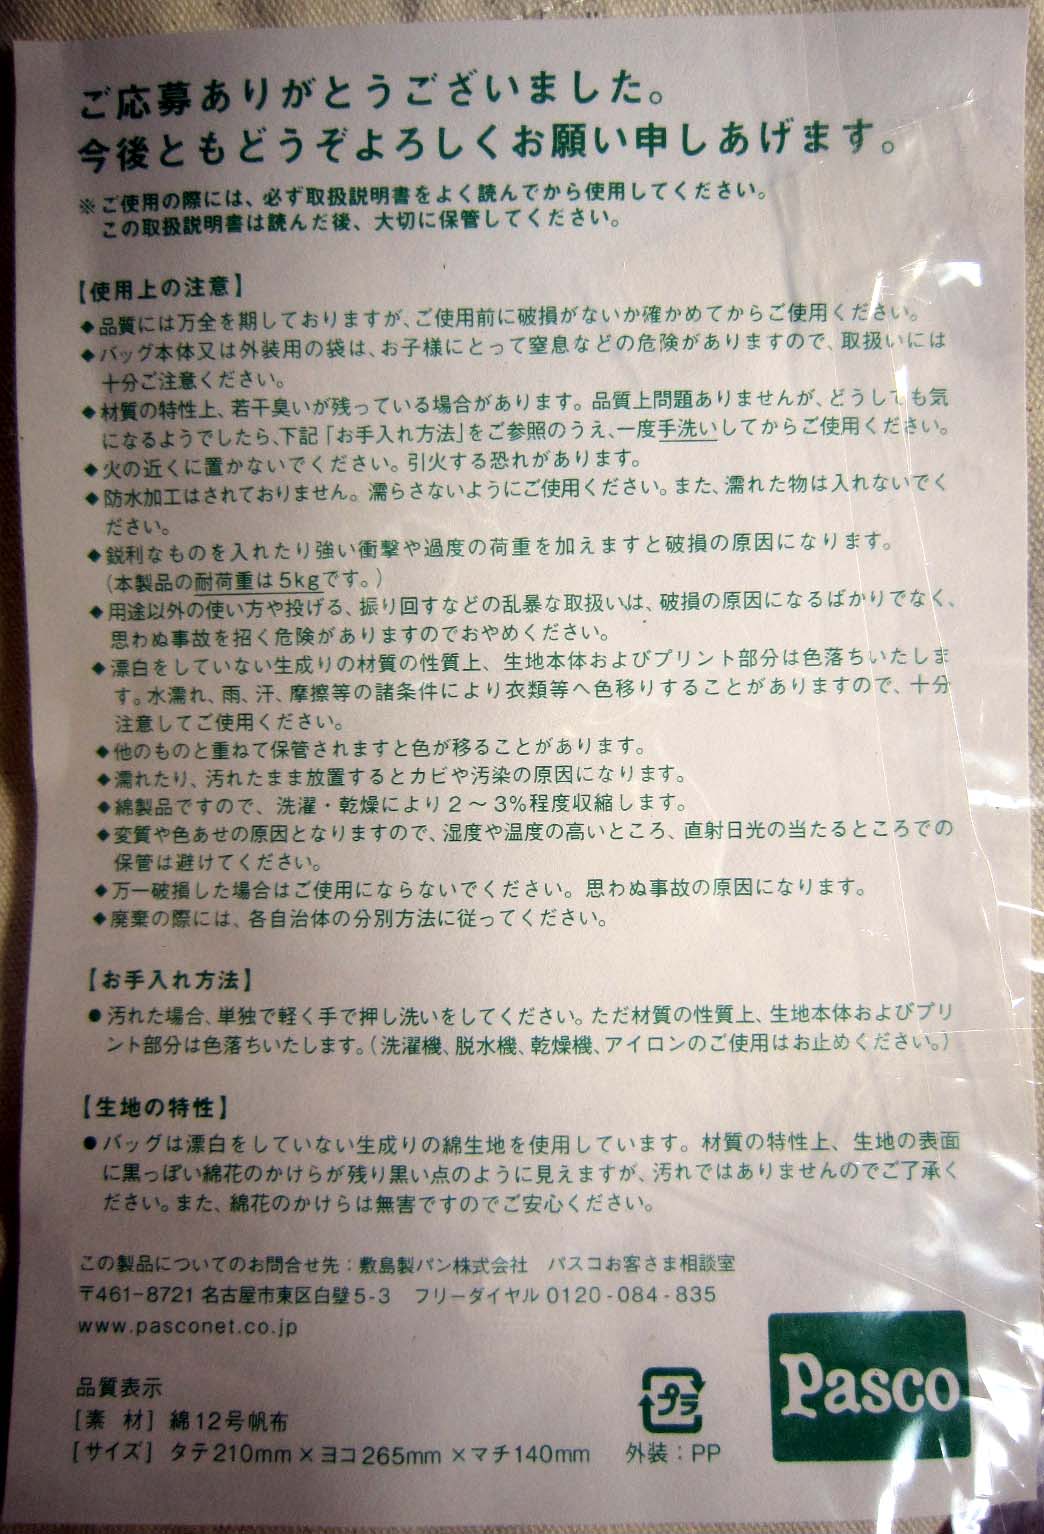 ご応募ありがとうございました。
今後ともどうぞよろしくお願い申しあげます。
※ご使用の際には、必ず取扱説明書をよく読んでから使用してください。
この取扱説明書は読んだ後、大切に保管してください。
【使用上の注意】
◆品質には万全を期しておりますが、ご使用前に破損がないか確かめてからご使用ください。
◆バッグ本体又は外装用の袋は、お子様にとって窒息などの危険がありますので、取扱いには
十分ご注意ください。
◆材質の特性上、若干臭いが残っている場合があります。品質上問題ありませんが、どうしても気
になるようでしたら、下記「お手入れ方法」をご参照のうえ、一度手洗いしてからご使用ください。
◆火の近くに置かないでください。引火する恐れがあります。
◆防水加工はされておりません。濡らさないようにご使用ください。また、濡れた物は入れないでく
ださい。
◆鋭利なものを入れたり強い衝撃や過度の荷重を加えますと破損の原因になります。
(本製品の耐荷重は5kgです。)
◆用途以外の使い方や投げる、振り回すなどの乱暴な取扱いは、破損の原因になるばかりでなく、
思わぬ事故を招く危険がありますのでおやめください。
◆漂白をしていない生成りの材質の性質上、生地本体およびプリント部分は色落ちいたしま
す。水濡れ、雨、汗、摩擦等の諸条件により衣類等へ色移りすることがありますので、十分
注意してご使用ください。
◆他のものと重ねて保管されますと色が移ることがあります。
◆濡れたり、汚れたまま放置するとカビや汚染の原因になります。
◆綿製品ですので、洗濯・乾燥により2〜3%程度収縮します。
◆変質や色あせの原因となりますので、湿度や温度の高いところ、直射日光の当たるところでの
保管は避けてください。
◆万一破損した場合はご使用にならないでください。思わぬ事故の原因になります。
◆廃棄の際には、各自治体の分別方法に従ってください。
【お手入れ方法】
●汚れた場合、単独で軽く手で押し洗いをしてください。ただ材質の性質上、生地本体およびプリ
ント部分は色落ちいたします。(洗濯機、脱水機、乾燥機、アイロンのご使用はお止めください。)
【生地の特性】
●バッグは漂白をしていない生成りの綿生地を使用しています。材質の特性上、生地の表面
に黒っぽい綿花のかけらが残り黒い点のように見えますが、汚れではありませんのでご了承く
ださい。また、綿花のかけらは無害ですのでご安心ください。
この製品についてのお問合せ先:敷島製パン株式会社 パスコお客さま相談室
〒461-8721 名古屋市東区白壁5-3 フリーダイヤル 0120-084-835
www.pasconet.co.jp
品質表示
[素 材] 綿12号帆布
[サイズ] タテ210mm×ヨコ265mm×マチ140mm
プラ
外装:PP
Pasco